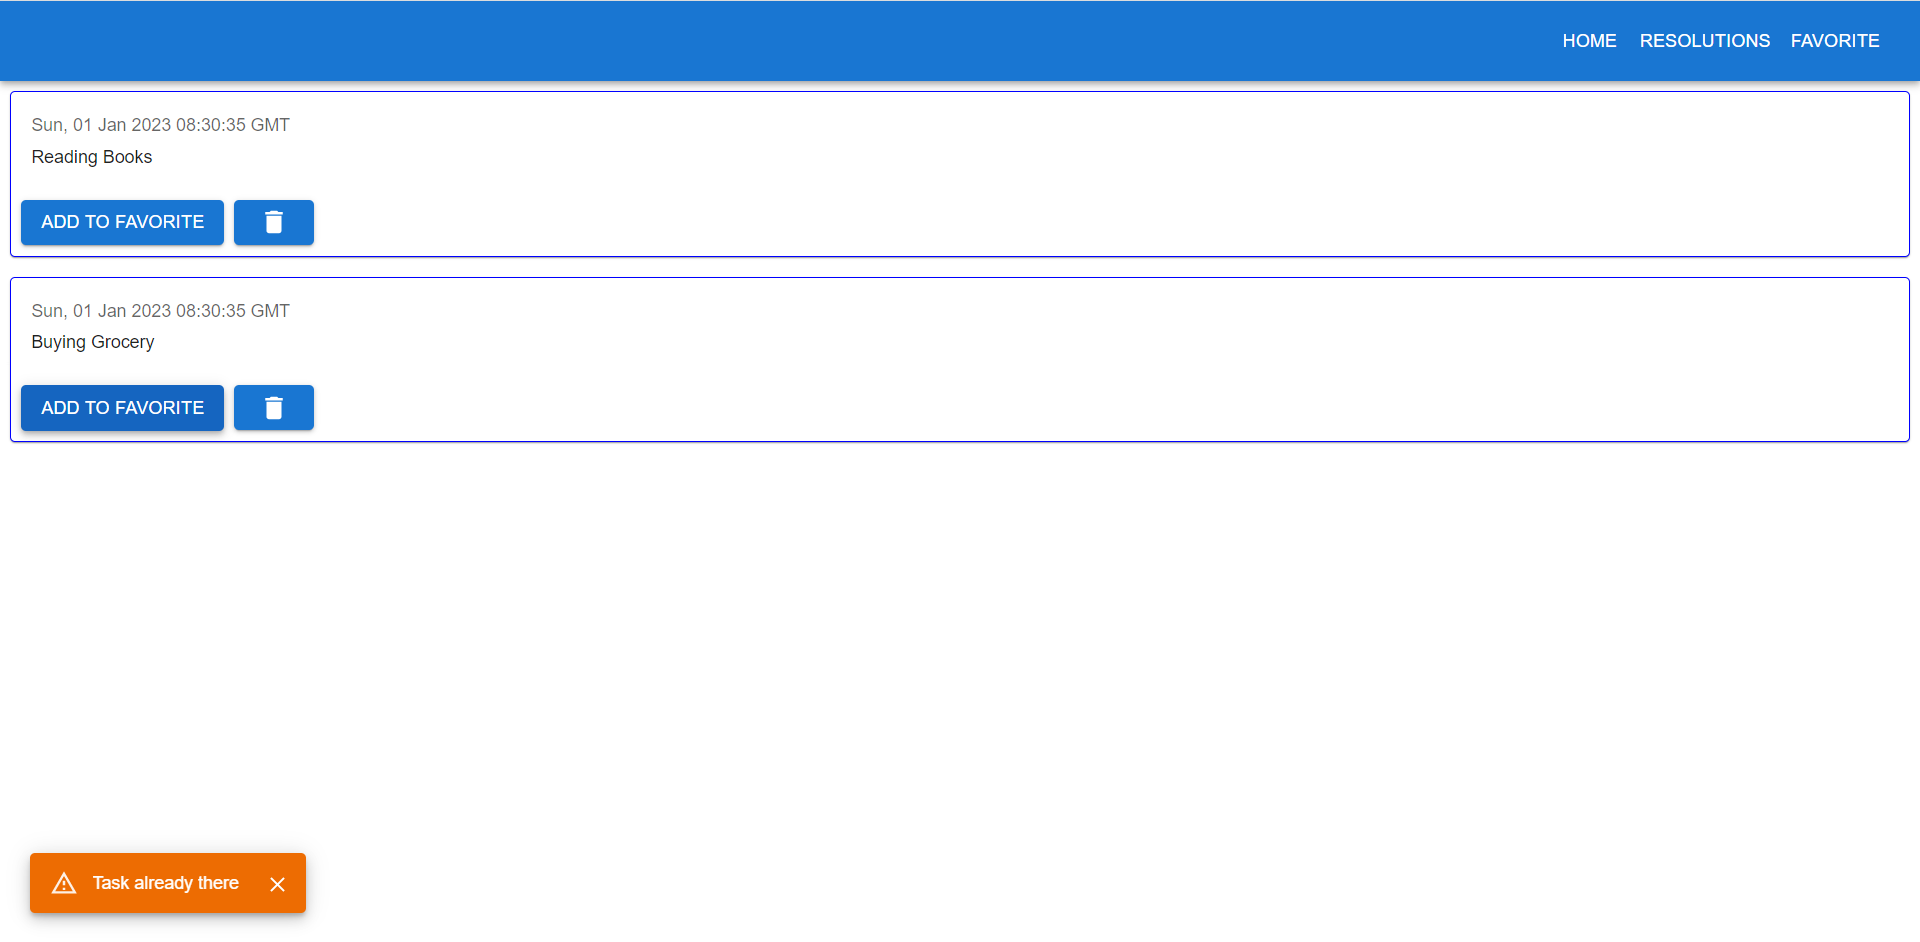 HOME RESOLUTIONS FAVORITE
Sun, 01 Jan 2023 08:30:35 GMT
Reading Books
ADD TO FAVORITE
Sun, 01 Jan 2023 08:30:35 GMT
Buying Grocery
ADD TO FAVORITE
Task already there